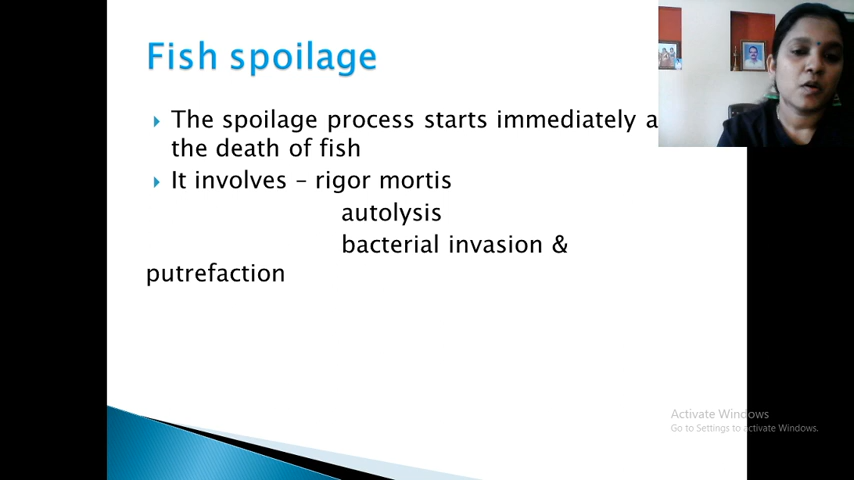 Fish spoilage
The spoilage process starts immediately a
the death of fish
It involves – rigor mortis
autolysis
bacterial invasion &
putrefaction
Activate Windows
Go to Settings to activate Windows.